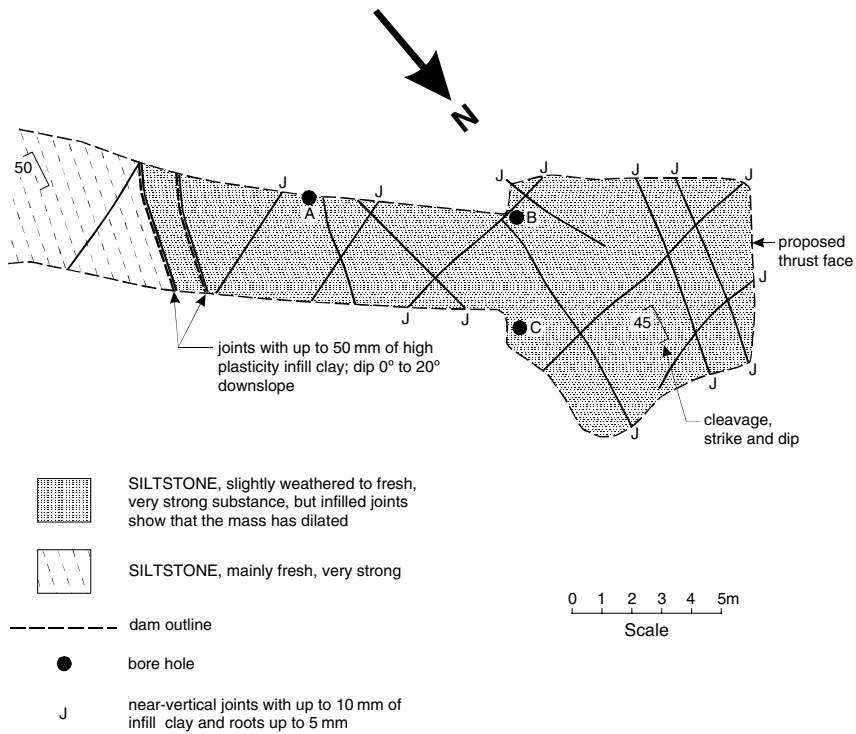 N
50
J
A
J
J
J
B
J
J
J
proposed
thrust face
J
J
J
C
45
J
J
J
joints with up to 50 mm of high
plasticity infill clay; dip 0º to 20º
downslope
cleavage,
strike and dip
SILTSTONE, slightly weathered to fresh,
very strong substance, but infilled joints
show that the mass has dilated
SILTSTONE, mainly fresh, very strong
dam outline
bore hole
J
near-vertical joints with up to 10 mm of
infill clay and roots up to 5 mm
0 1 2 3 4 5m
Scale